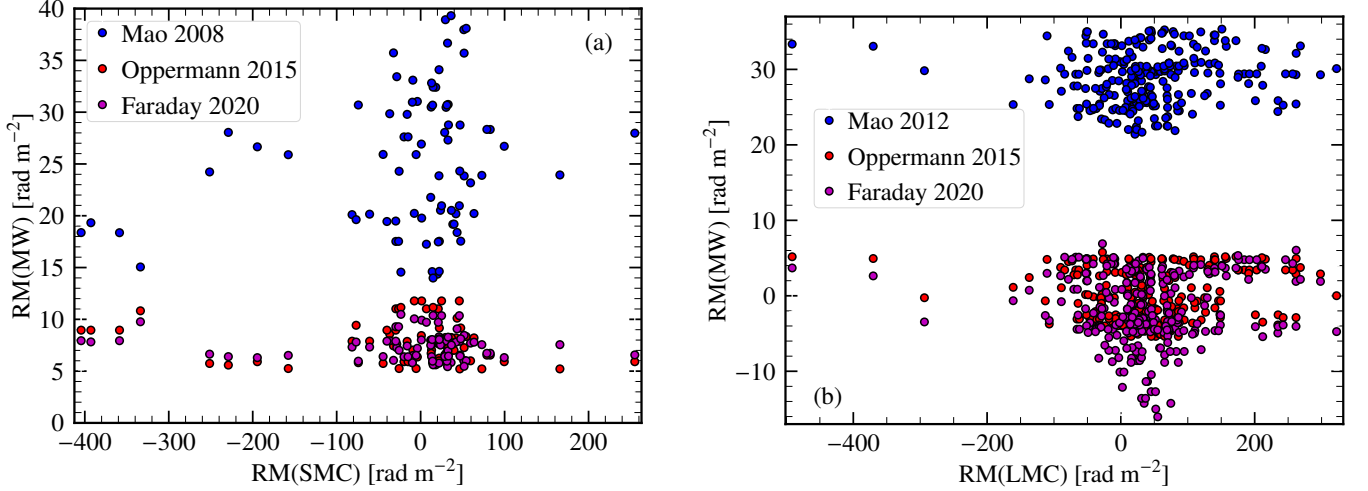 40
35
30
25
20
15
10
5
0
RM(MW) [rad m⁻²]
Mao 2008
Oppermann 2015
Faraday 2020
(a)
−400 −300 −200 −100 0 100 200
RM(SMC) [rad m⁻²]
30
20
10
0
−10
RM(MW) [rad m⁻²]
Mao 2012
Oppermann 2015
Faraday 2020
(b)
−400 −200 0 200
RM(LMC) [rad m⁻²]